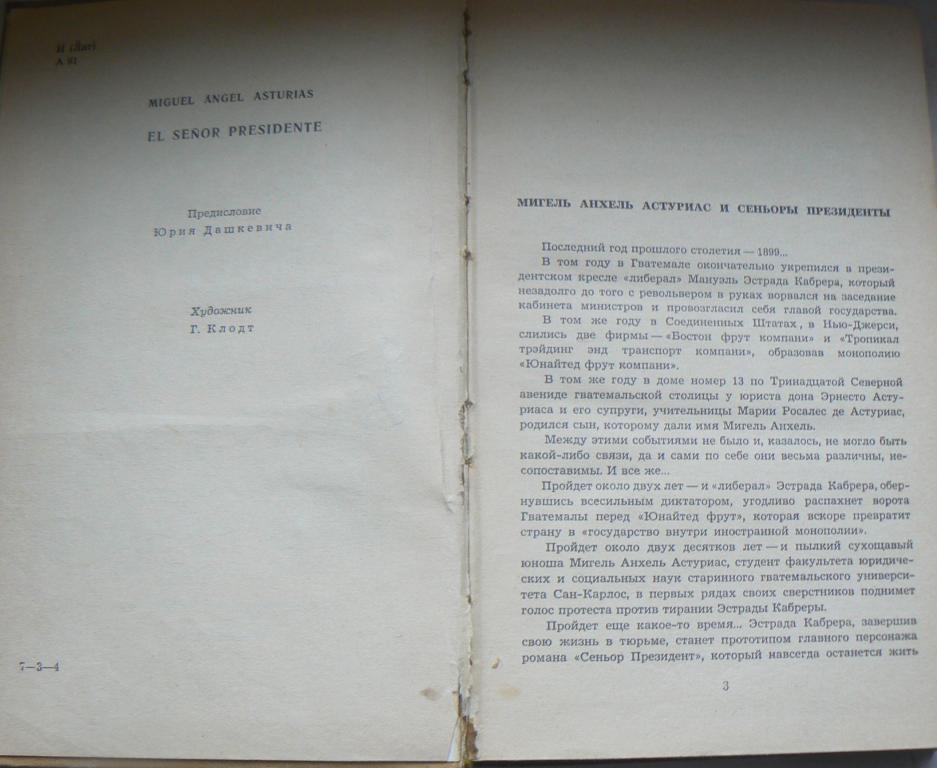 И (Лат)
А 91
MIGUEL ANGEL ASTURIAS
EL SEÑOR PRESIDENTE
Предисловие
Юрия Дашкевича
Художник
Г. Клодт
7—3—4
МИГЕЛЬ АНХЕЛЬ АСТУРИАС И СЕНЬОРЫ ПРЕЗИДЕНТЫ
Последний год прошлого столетия — 1899...
В том году в Гватемале окончательно укрепился в прези-
дентском кресле «либерал» Мануэль Эстрада Кабрера, который
незадолго до того с револьвером в руках ворвался на заседание
кабинета министров и провозгласил себя главой государства.
В том же году в Соединенных Штатах, в Нью-Джерси,
слились две фирмы — «Бостон фрут компани» и «Тропикал
трэйдинг энд транспорт компани», образовав монополию
«Юнайтед фрут компани».
В том же году в доме номер 13 по Тринадцатой Северной
авениде гватемальской столицы у юриста дона Эрнесто Асту-
риаса и его супруги, учительницы Марии Росалес де Астуриас,
родился сын, которому дали имя Мигель Анхель.
Между этими событиями не было и, казалось, не могло быть
какой-либо связи, да и сами по себе они весьма различны, не-
сопоставимы. И все же...
Пройдет около двух лет — и «либерал» Эстрада Кабрера, обер-
нувшись всесильным диктатором, угодливо распахнет ворота
Гватемалы перед «Юнайтед фрут», которая вскоре превратит
страну в «государство внутри иностранной монополии».
Пройдет около двух десятков лет — и пылкий сухощавый
юноша Мигель Анхель Астуриас, студент факультета юридиче-
ских и социальных наук старинного гватемальского универси-
тета Сан-Карлос, в первых рядах своих сверстников поднимет
голос протеста против тирании Эстрады Кабреры.
Пройдет еще какое-то время... Эстрада Кабрера, завершив
свою жизнь в тюрьме, станет прототипом главного персонажа
романа «Сеньор Президент», который навсегда останется жить
3